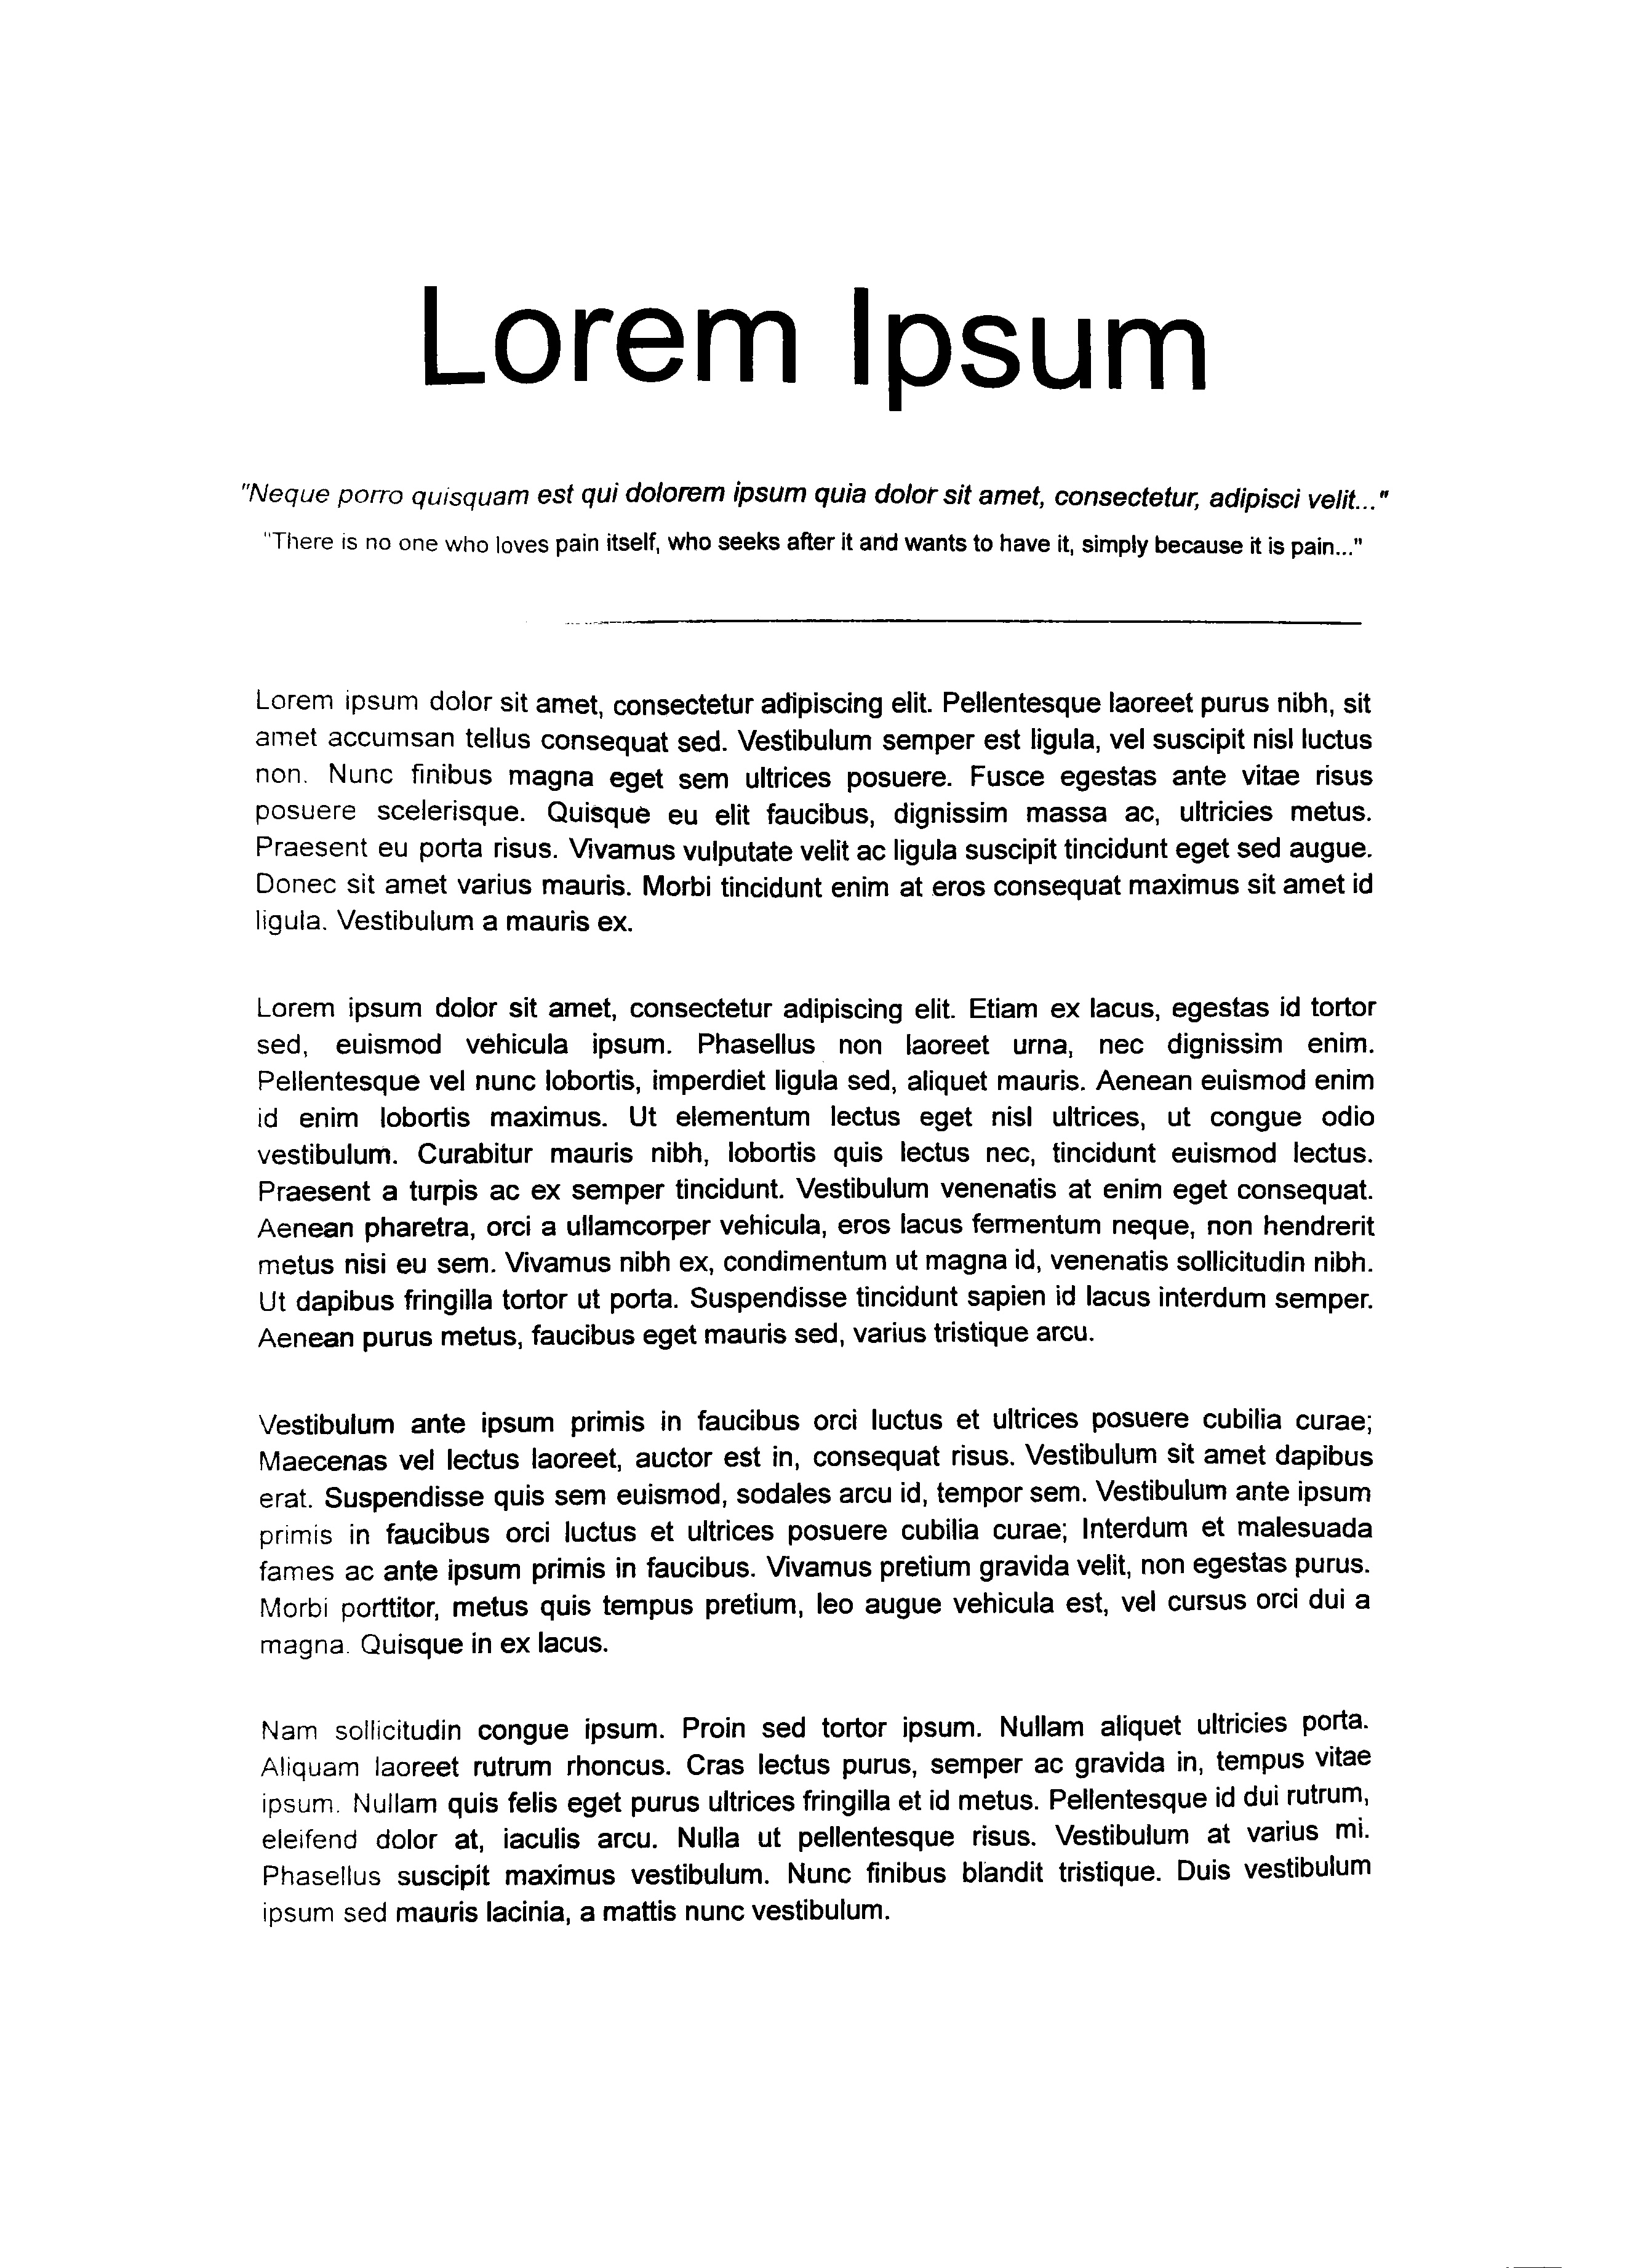 Lorem Ipsum
"Neque porro quisquam est qui dolorem ipsum quia dolor sit amet, consectetur, adipisci velit..."
"There is no one who loves pain itself, who seeks after it and wants to have it, simply because it is pain..."
Lorem ipsum dolor sit amet, consectetur adipiscing elit. Pellentesque laoreet purus nibh, sit
amet accumsan tellus consequat sed. Vestibulum semper est ligula, vel suscipit nisl luctus
non. Nunc finibus magna eget sem ultrices posuere. Fusce egestas ante vitae risus
posuere scelerisque. Quisque eu elit faucibus, dignissim massa ac, ultricies metus.
Praesent eu porta risus. Vivamus vulputate velit ac ligula suscipit tincidunt eget sed augue.
Donec sit amet varius mauris. Morbi tincidunt enim at eros consequat maximus sit amet id
ligula. Vestibulum a mauris ex.
Lorem ipsum dolor sit amet, consectetur adipiscing elit. Etiam ex lacus, egestas id tortor
sed, euismod vehicula ipsum. Phasellus non laoreet urna, nec dignissim enim.
Pellentesque vel nunc lobortis, imperdiet ligula sed, aliquet mauris. Aenean euismod enim
id enim lobortis maximus. Ut elementum lectus eget nisl ultrices, ut congue odio
vestibulum. Curabitur mauris nibh, lobortis quis lectus nec, tincidunt euismod lectus.
Praesent a turpis ac ex semper tincidunt. Vestibulum venenatis at enim eget consequat.
Aenean pharetra, orci a ullamcorper vehicula, eros lacus fermentum neque, non hendrerit
metus nisi eu sem. Vivamus nibh ex, condimentum ut magna id, venenatis sollicitudin nibh.
Ut dapibus fringilla tortor ut porta. Suspendisse tincidunt sapien id lacus interdum semper.
Aenean purus metus, faucibus eget mauris sed, varius tristique arcu.
Vestibulum ante ipsum primis in faucibus orci luctus et ultrices posuere cubilia curae;
Maecenas vel lectus laoreet, auctor est in, consequat risus. Vestibulum sit amet dapibus
erat. Suspendisse quis sem euismod, sodales arcu id, tempor sem. Vestibulum ante ipsum
primis in faucibus orci luctus et ultrices posuere cubilia curae; Interdum et malesuada
fames ac ante ipsum primis in faucibus. Vivamus pretium gravida velit, non egestas purus.
Morbi porttitor, metus quis tempus pretium, leo augue vehicula est, vel cursus orci dui a
magna. Quisque in ex lacus.
Nam sollicitudin congue ipsum. Proin sed tortor ipsum. Nullam aliquet ultricies porta.
Aliquam laoreet rutrum rhoncus. Cras lectus purus, semper ac gravida in, tempus vitae
ipsum. Nullam quis felis eget purus ultrices fringilla et id metus. Pellentesque id dui rutrum,
eleifend dolor at, iaculis arcu. Nulla ut pellentesque risus. Vestibulum at varius mi.
Phasellus suscipit maximus vestibulum. Nunc finibus blandit tristique. Duis vestibulum
ipsum sed mauris lacinia, a mattis nunc vestibulum.